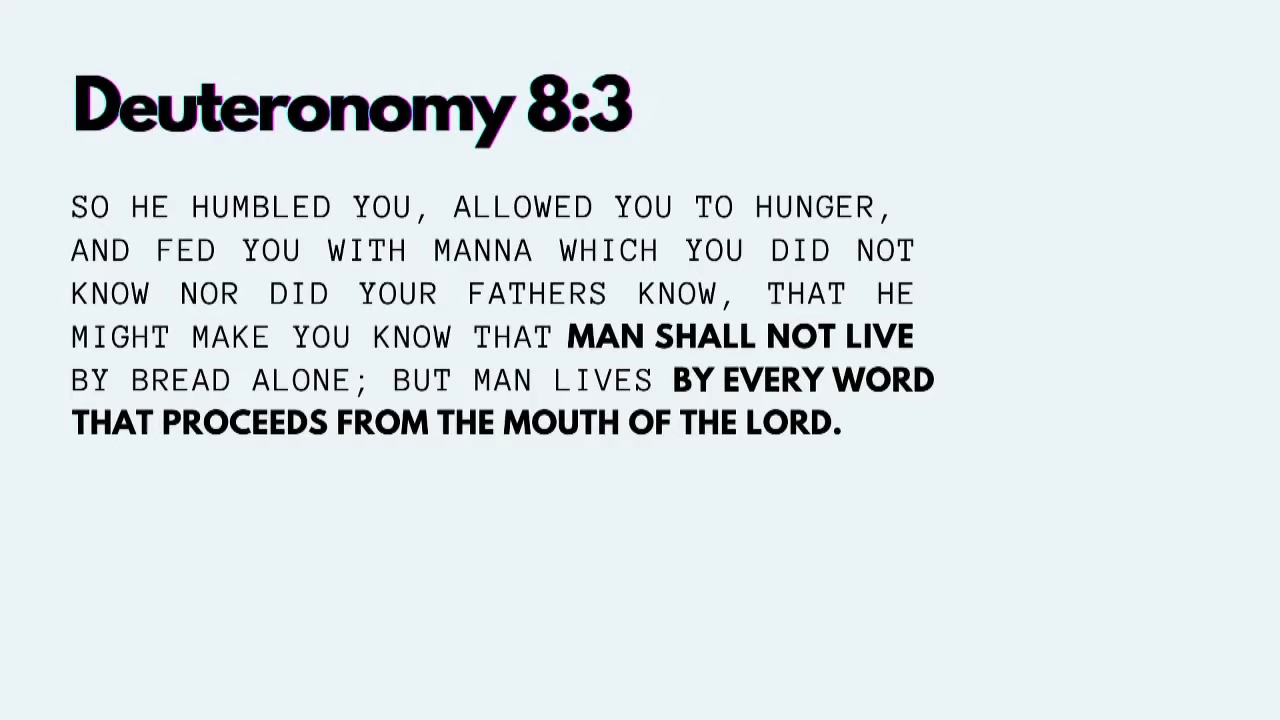 Deuteronomy 8:3
SO HE HUMBLED YOU, ALLOWED YOU TO HUNGER,
AND FED YOU WITH MANNA WHICH YOU DID NOT
KNOW NOR DID YOUR FATHERS KNOW, THAT HE
MIGHT MAKE YOU KNOW THAT MAN SHALL NOT LIVE
BY BREAD ALONE; BUT MAN LIVES BY EVERY WORD
THAT PROCEEDS FROM THE MOUTH OF THE LORD.